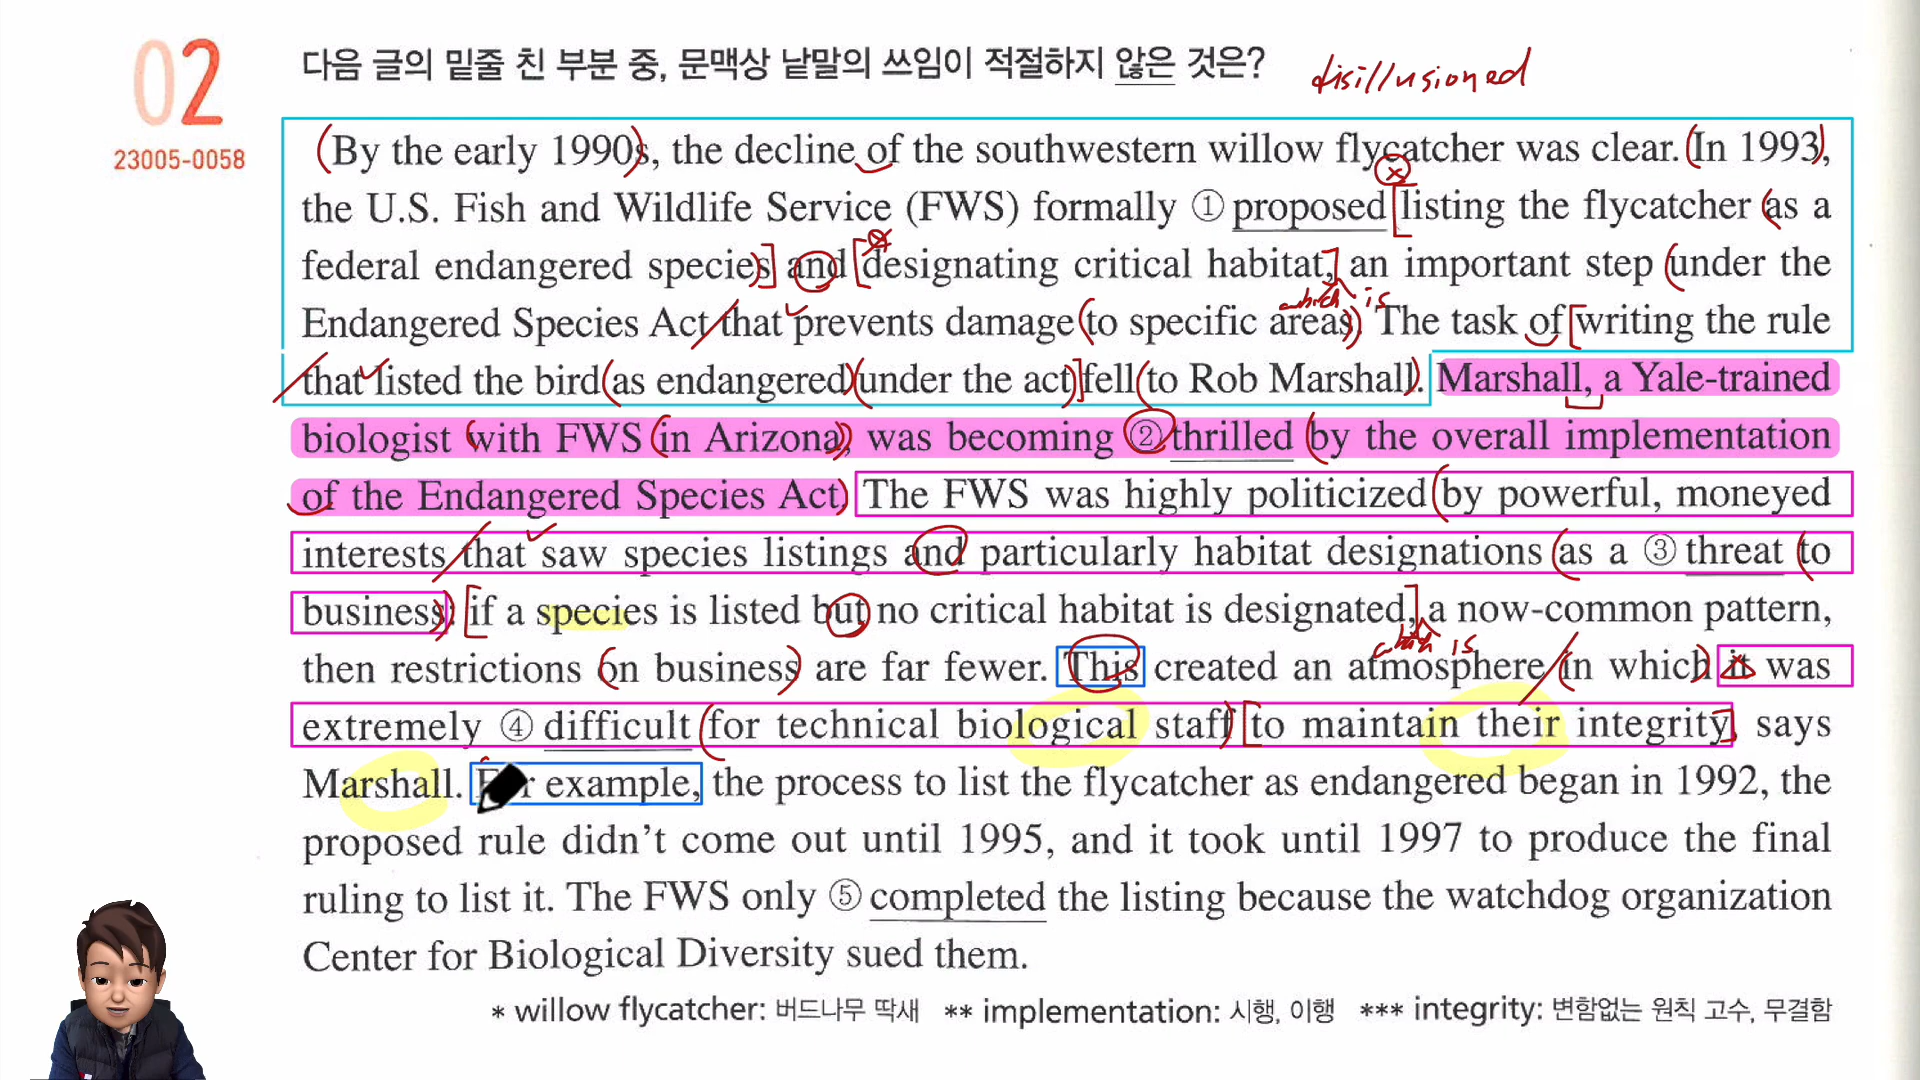 02
23005-0058
다음 글의 밑줄 친 부분 중, 문맥상 낱말의 쓰임이 적절하지 않은 것은?
disillusioned
By the early 1990s, the decline of the southwestern willow flycatcher was clear. In 1993,
the U.S. Fish and Wildlife Service (FWS) formally ① proposed listing the flycatcher as a
federal endangered species and designating critical habitat, an important step under the
which is
Endangered Species Act that prevents damage to specific areas. The task of writing the rule
that listed the bird as endangered under the act fell to Rob Marshall. Marshall, a Yale-trained
biologist with FWS in Arizona, was becoming ② thrilled by the overall implementation
of the Endangered Species Act. The FWS was highly politicized by powerful, moneyed
interests that saw species listings and particularly habitat designations as a ③ threat to
business: if a species is listed but no critical habitat is designated, a now-common pattern,
which is
then restrictions on business are far fewer. This created an atmosphere in which it was
extremely ④ difficult for technical biological staff to maintain their integrity, says
Marshall. For example, the process to list the flycatcher as endangered began in 1992, the
proposed rule didn't come out until 1995, and it took until 1997 to produce the final
ruling to list it. The FWS only ⑤ completed the listing because the watchdog organization
Center for Biological Diversity sued them.
* willow flycatcher: 버드나무 딱새 ** implementation: 시행, 이행 *** integrity: 변함없는 원칙 고수, 무결함